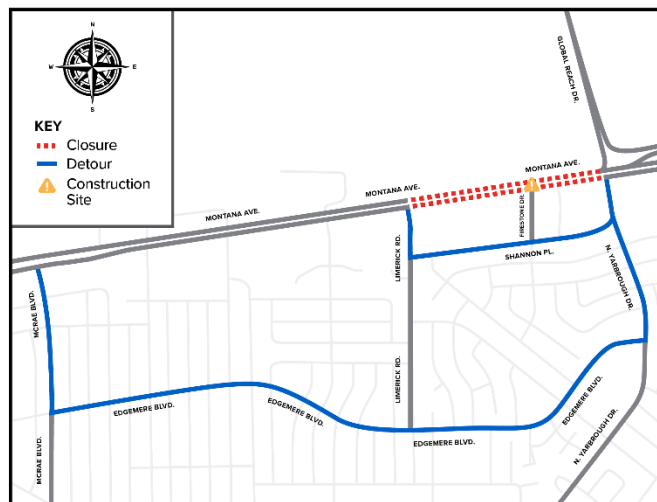 N
W
E
S
KEY
Closure
Detour
Construction
Site
GLOBAL REACH DR.
MONTANA AVE.
MONTANA AVE.
MONTANA AVE.
FIRESTONE DR.
LIMERICK RD.
SHANNON PL.
N. YARBROUGH DR.
MCRAE BLVD.
LIMERICK RD.
EDGEMERE BLVD.
EDGEMERE BLVD.
EDGEMERE BLVD.
EDGEMERE BLVD.
N. YARBROUGH DR.
MCRAE BLVD.